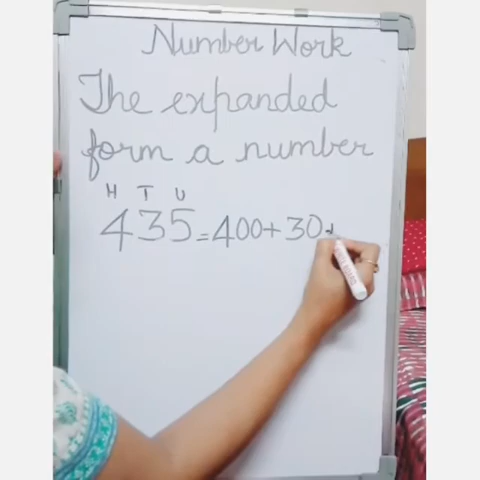 Number Work
The expanded
form a number
H T U
435=400+30+